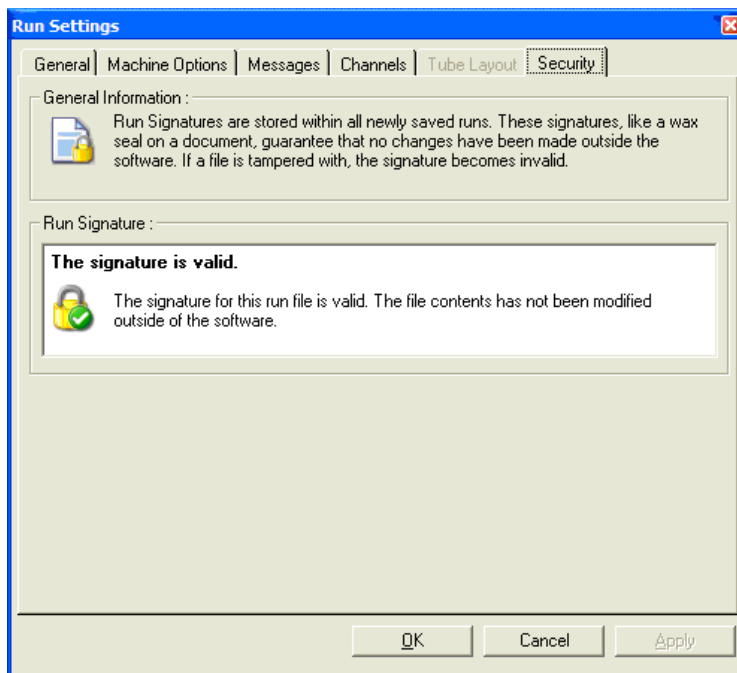 Run Settings
General Machine Options Messages Channels Tube Layout Security
General Information :
Run Signatures are stored within all newly saved runs. These signatures, like a wax
seal on a document, guarantee that no changes have been made outside the
software. If a file is tampered with, the signature becomes invalid.
Run Signature :
The signature is valid.
The signature for this run file is valid. The file contents has not been modified
outside of the software.
OK Cancel Apply